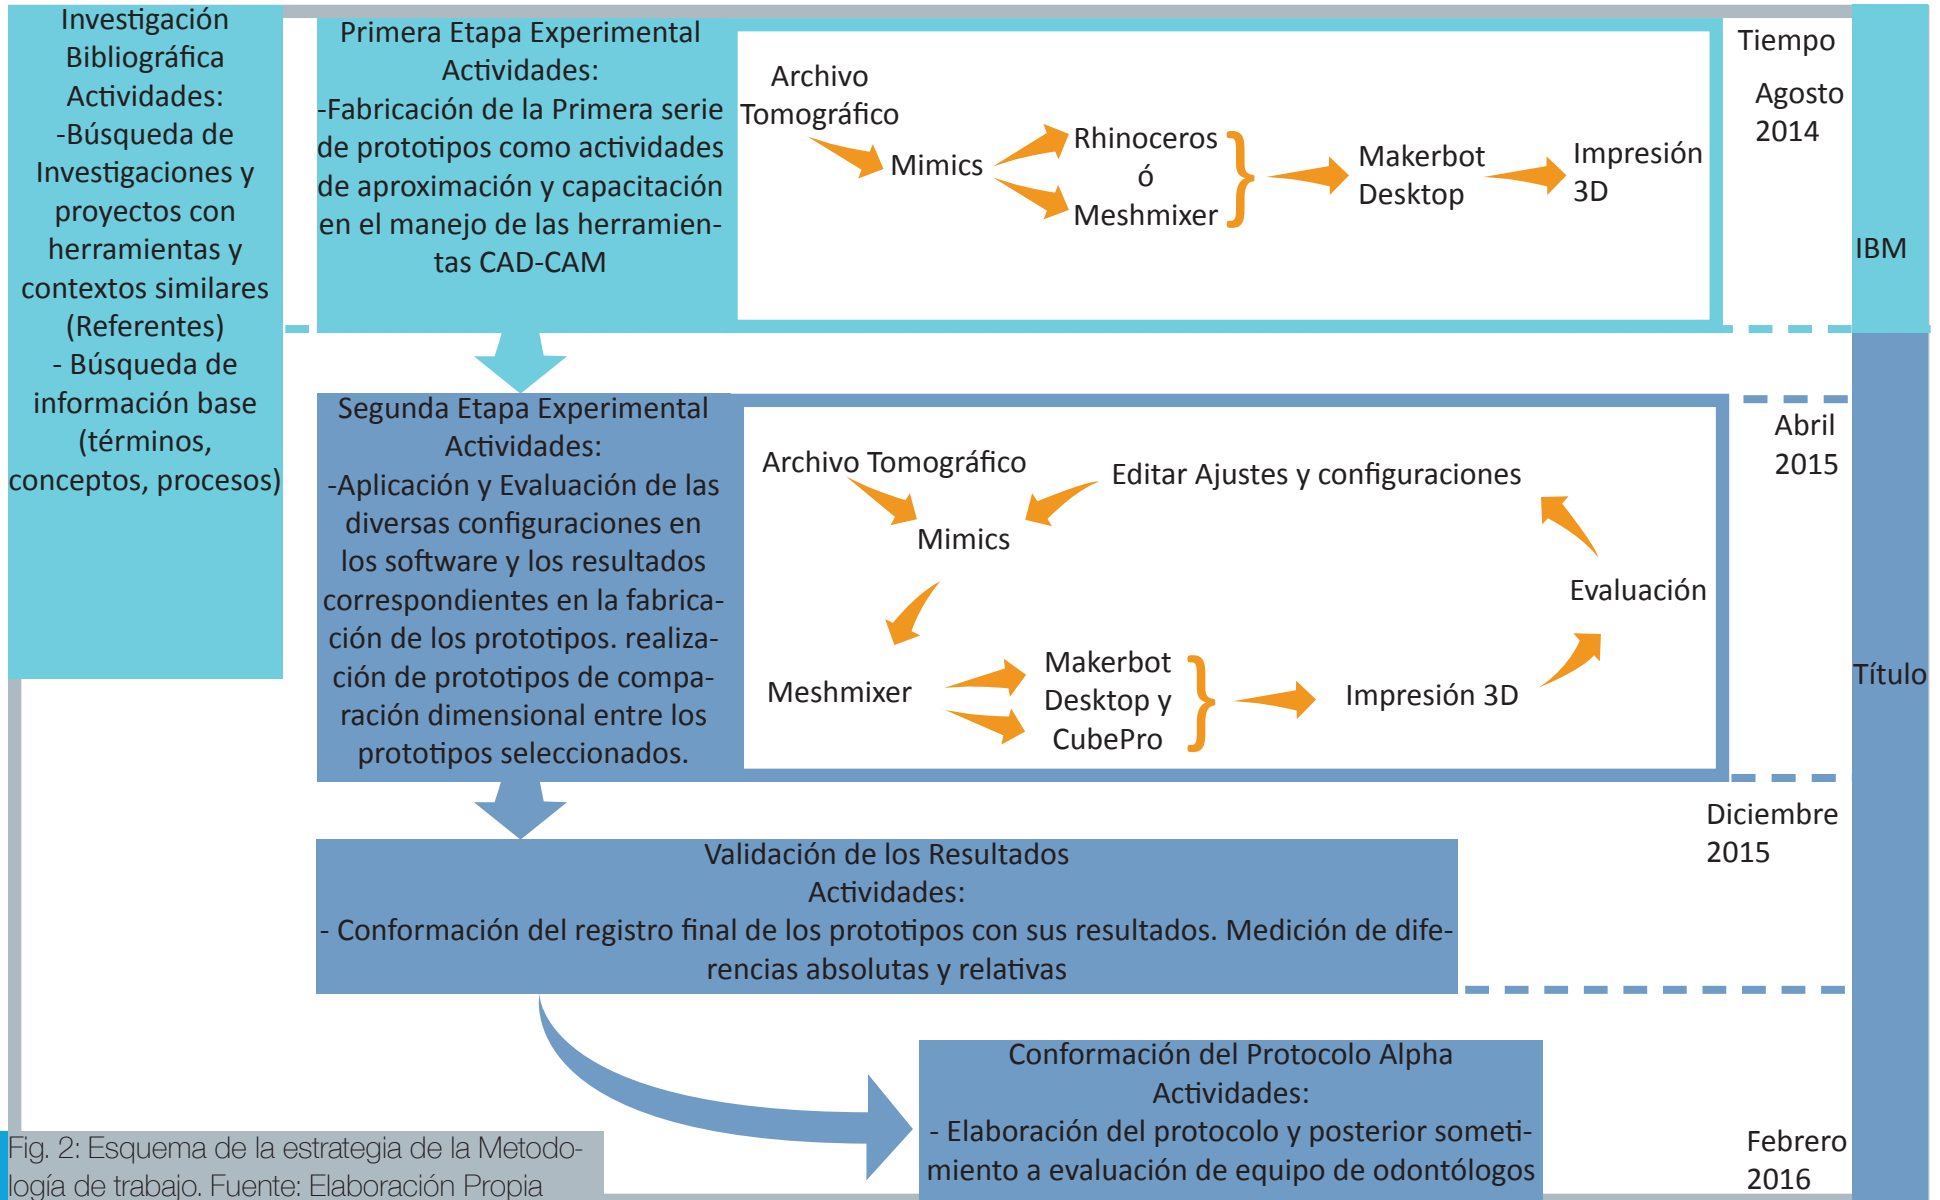 Investigación
Bibliográfica
Actividades:
-Búsqueda de
Investigaciones y
proyectos con
herramientas y
contextos similares
(Referentes)
- Búsqueda de
información base
(términos,
conceptos, procesos)
Primera Etapa Experimental
Actividades:
-Fabricación de la Primera serie
de prototipos como actividades
de aproximación y capacitación
en el manejo de las herramien-
tas CAD-CAM
Archivo
Tomográfico
Mimics
Rhinoceros
ó
Meshmixer
}
Makerbot
Desktop
Impresión
3D
Tiempo
Agosto
2014
IBM
Segunda Etapa Experimental
Actividades:
-Aplicación y Evaluación de las
diversas configuraciones en
los software y los resultados
correspondientes en la fabrica-
ción de los prototipos. realiza-
ción de prototipos de compa-
ración dimensional entre los
prototipos seleccionados.
Archivo Tomográfico
Editar Ajustes y configuraciones
Mimics
Evaluación
Meshmixer
Makerbot
Desktop y
CubePro
}
Impresión 3D
Abril
2015
Título
Diciembre
2015
Validación de los Resultados
Actividades:
- Conformación del registro final de los prototipos con sus resultados. Medición de dife-
rencias absolutas y relativas
Conformación del Protocolo Alpha
Actividades:
- Elaboración del protocolo y posterior someti-
miento a evaluación de equipo de odontólogos
Febrero
2016
Fig. 2: Esquema de la estrategia de la Metodo-
logía de trabajo. Fuente: Elaboración Propia